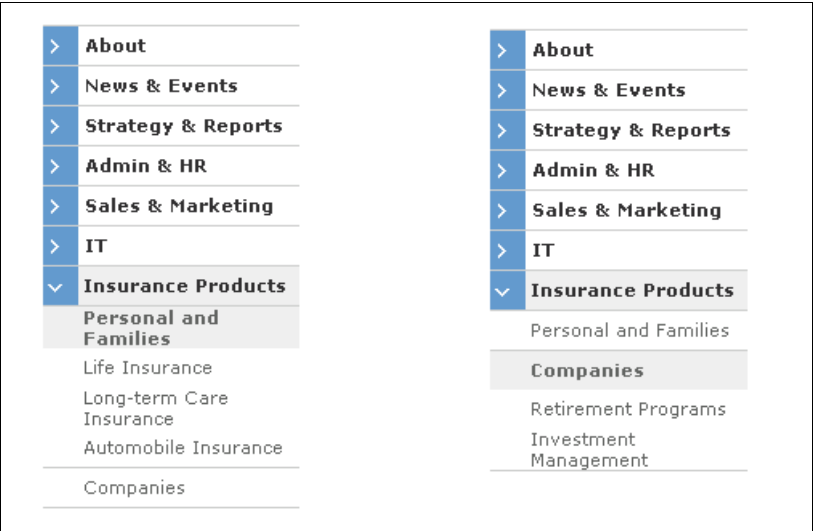 About
News & Events
Strategy & Reports
Admin & HR
Sales & Marketing
IT
Insurance Products
Personal and
Families
Life Insurance
Long-term Care
Insurance
Automobile Insurance
Companies
About
News & Events
Strategy & Reports
Admin & HR
Sales & Marketing
IT
Insurance Products
Personal and Families
Companies
Retirement Programs
Investment
Management